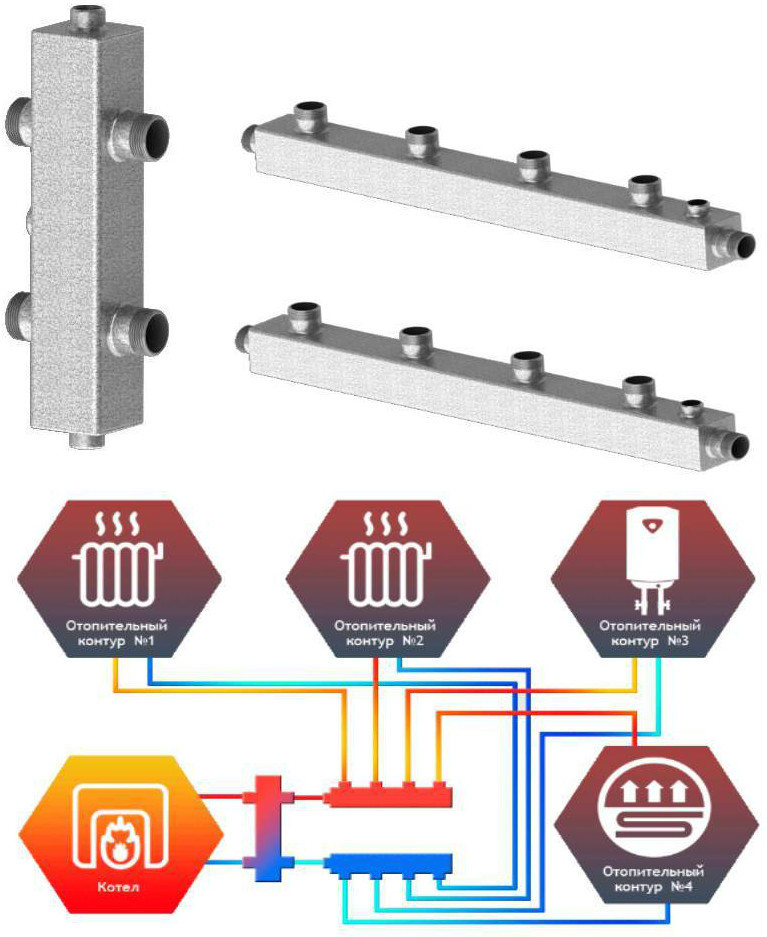 Отопительный
контур №1
Отопительный
контур №2
Отопительный
контур №3
Котел
Отопительный
контур №4